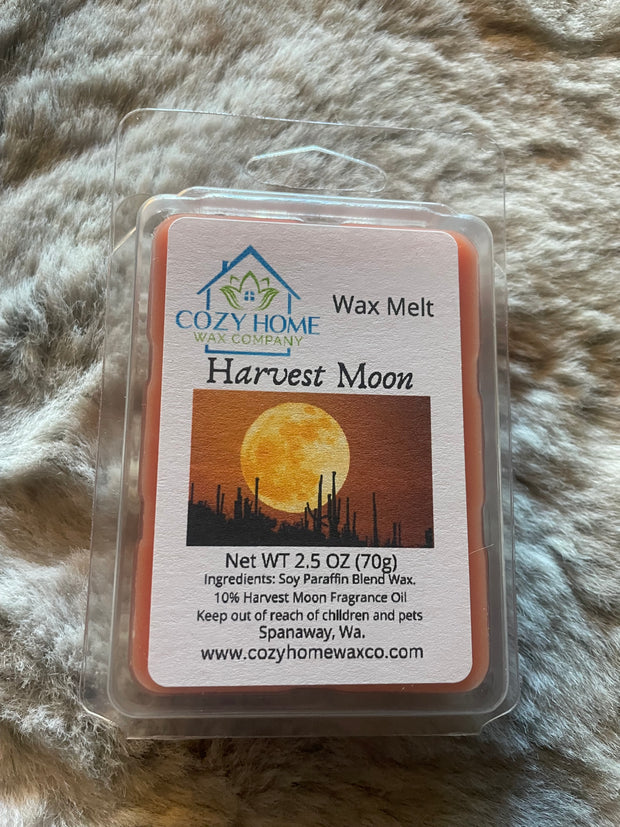 COZY HOME
WAX COMPANY
Wax Melt
Harvest Moon
Net WT 2.5 OZ (70g)
Ingredients: Soy Paraffin Blend Wax.
10% Harvest Moon Fragrance Oil
Keep out of reach of children and pets
Spanaway, Wa.
www.cozyhomewaxco.com